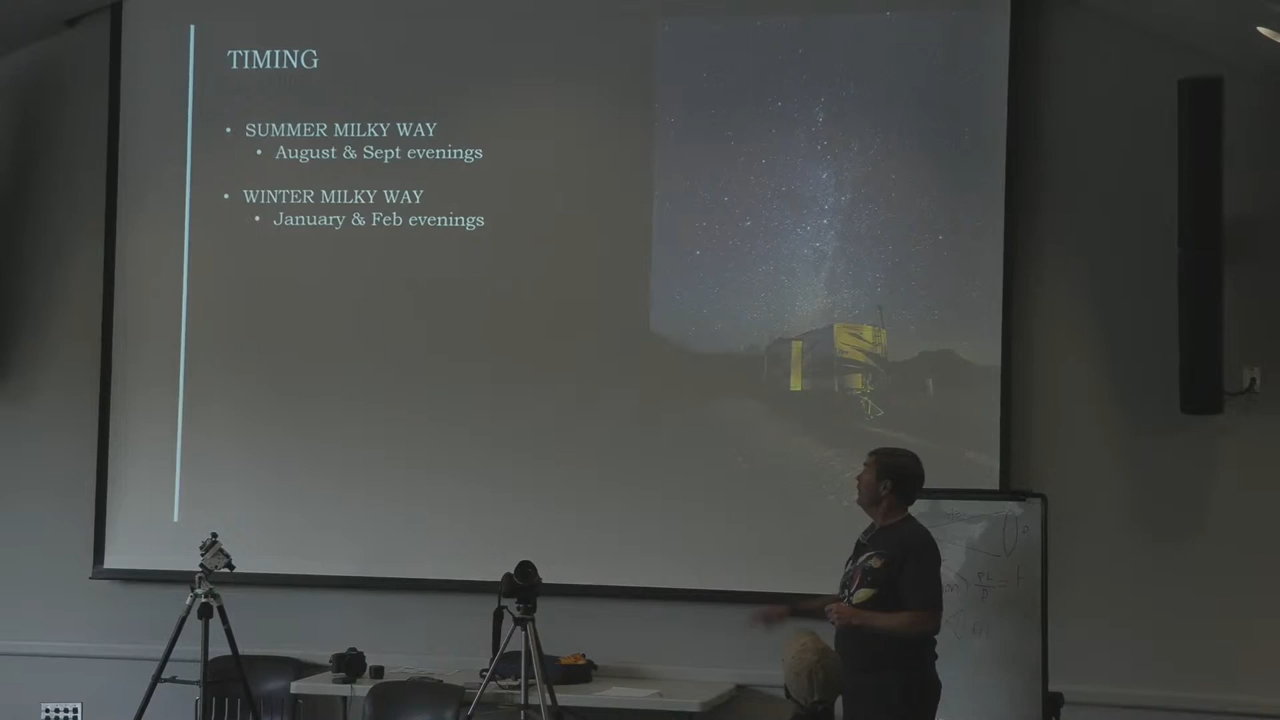 TIMING
• SUMMER MILKY WAY
• August & Sept evenings
• WINTER MILKY WAY
• January & Feb evenings